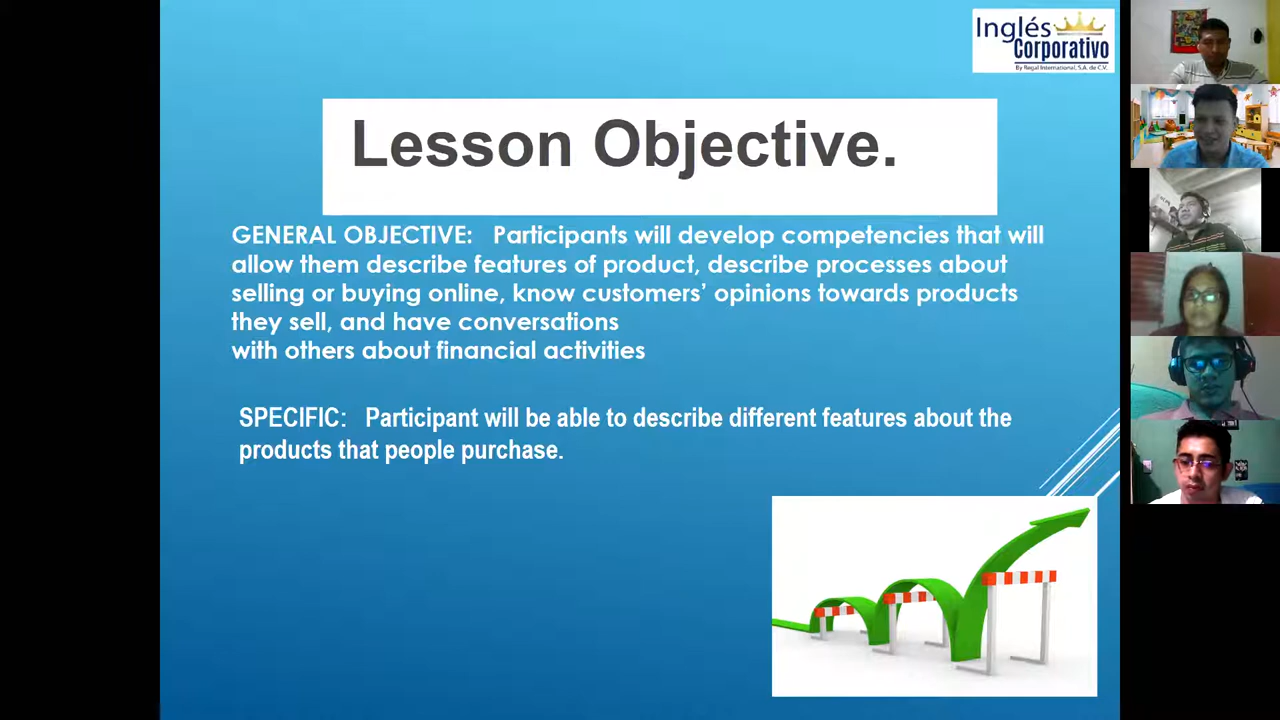 Inglés
Corporativo
By Regal International, S.A. de C.V.
Lesson Objective.
GENERAL OBJECTIVE: Participants will develop competencies that will
allow them describe features of product, describe processes about
selling or buying online, know customers’ opinions towards products
they sell, and have conversations
with others about financial activities
SPECIFIC: Participant will be able to describe different features about the
products that people purchase.